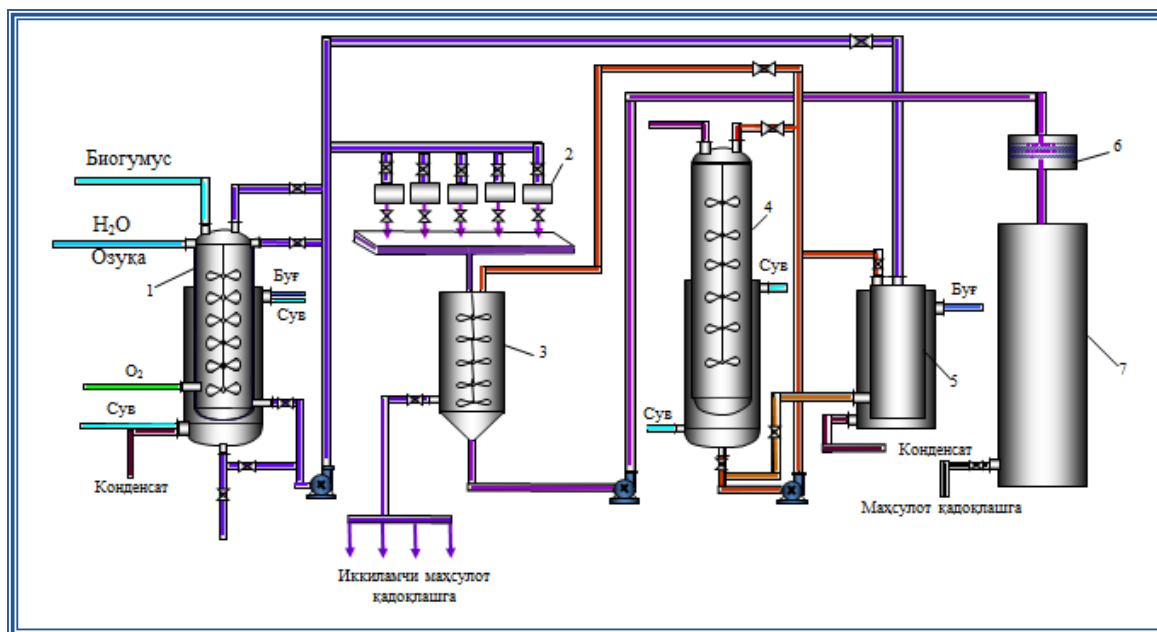 Биогумус
H₂O
Озуқа
1
Буғ
Сув
O₂
Сув
Конденсат
2
3
Иккиламчи маҳсулот
қадоқлашга
4
Сув
Сув
Буғ
5
Конденсат
6
7
Маҳсулот қадоқлашга